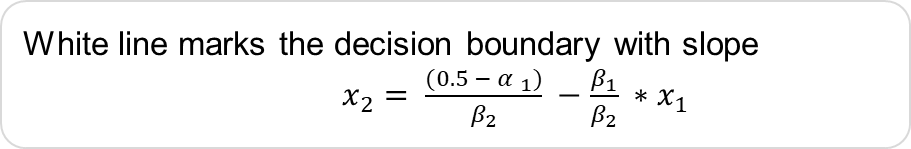 White line marks the decision boundary with slope
x₂ = (0.5 − α ₁)/β₂ − β₁/β₂ * x₁